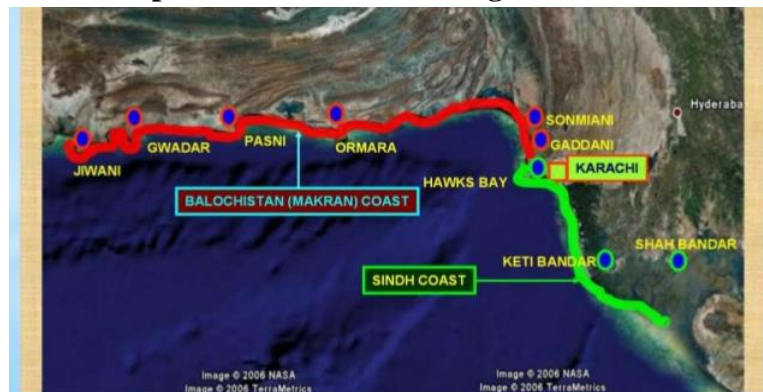 Hyderaba
SONMIANI
GADDANI
JIWANI
GWADAR
PASNI
ORMARA
HAWKS BAY
KARACHI
BALOCHISTAN (MAKRAN) COAST
KETI BANDAR
SHAH BANDAR
SINDH COAST
Image © 2006 NASA
Image © 2006 TerraMetrics
Image © 2006 NASA
Image © 2006 TerraMetrics